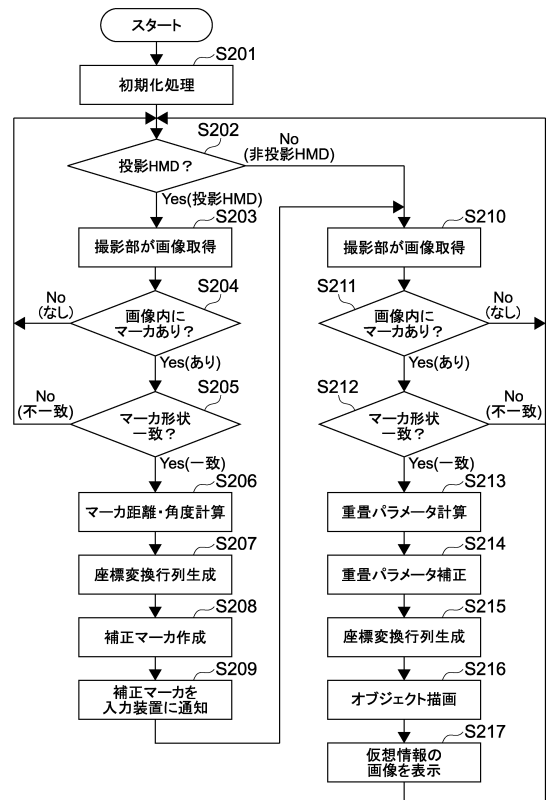 スタート
S201
初期化処理
S202
投影HMD？
No
(非投影HMD)
Yes(投影HMD)
S203
撮影部が画像取得
S204
画像内に
マーカあり？
No
(なし)
Yes(あり)
S205
マーカ形状
一致？
No
(不一致)
Yes(一致)
S206
マーカ距離・角度計算
S207
座標変換行列生成
S208
補正マーカ作成
S209
補正マーカを
入力装置に通知
S210
撮影部が画像取得
S211
画像内に
マーカあり？
No
(なし)
Yes(あり)
S212
マーカ形状
一致？
No
(不一致)
Yes(一致)
S213
重畳パラメータ計算
S214
重畳パラメータ補正
S215
座標変換行列生成
S216
オブジェクト描画
S217
仮想情報の
画像を表示